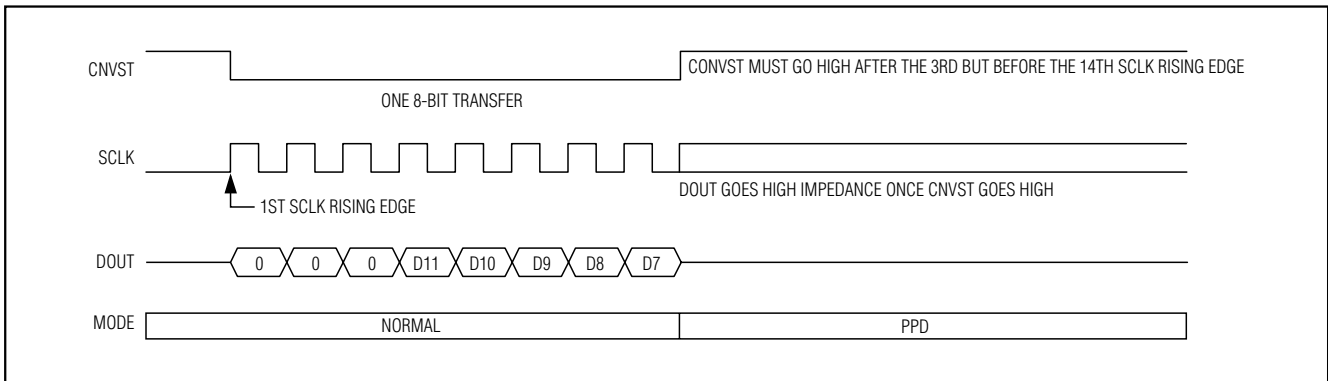 CNVST
CONVST MUST GO HIGH AFTER THE 3RD BUT BEFORE THE 14TH SCLK RISING EDGE
ONE 8-BIT TRANSFER
SCLK
DOUT GOES HIGH IMPEDANCE ONCE CNVST GOES HIGH
1ST SCLK RISING EDGE
DOUT
0 0 0 D11 D10 D9 D8 D7
MODE
NORMAL
PPD